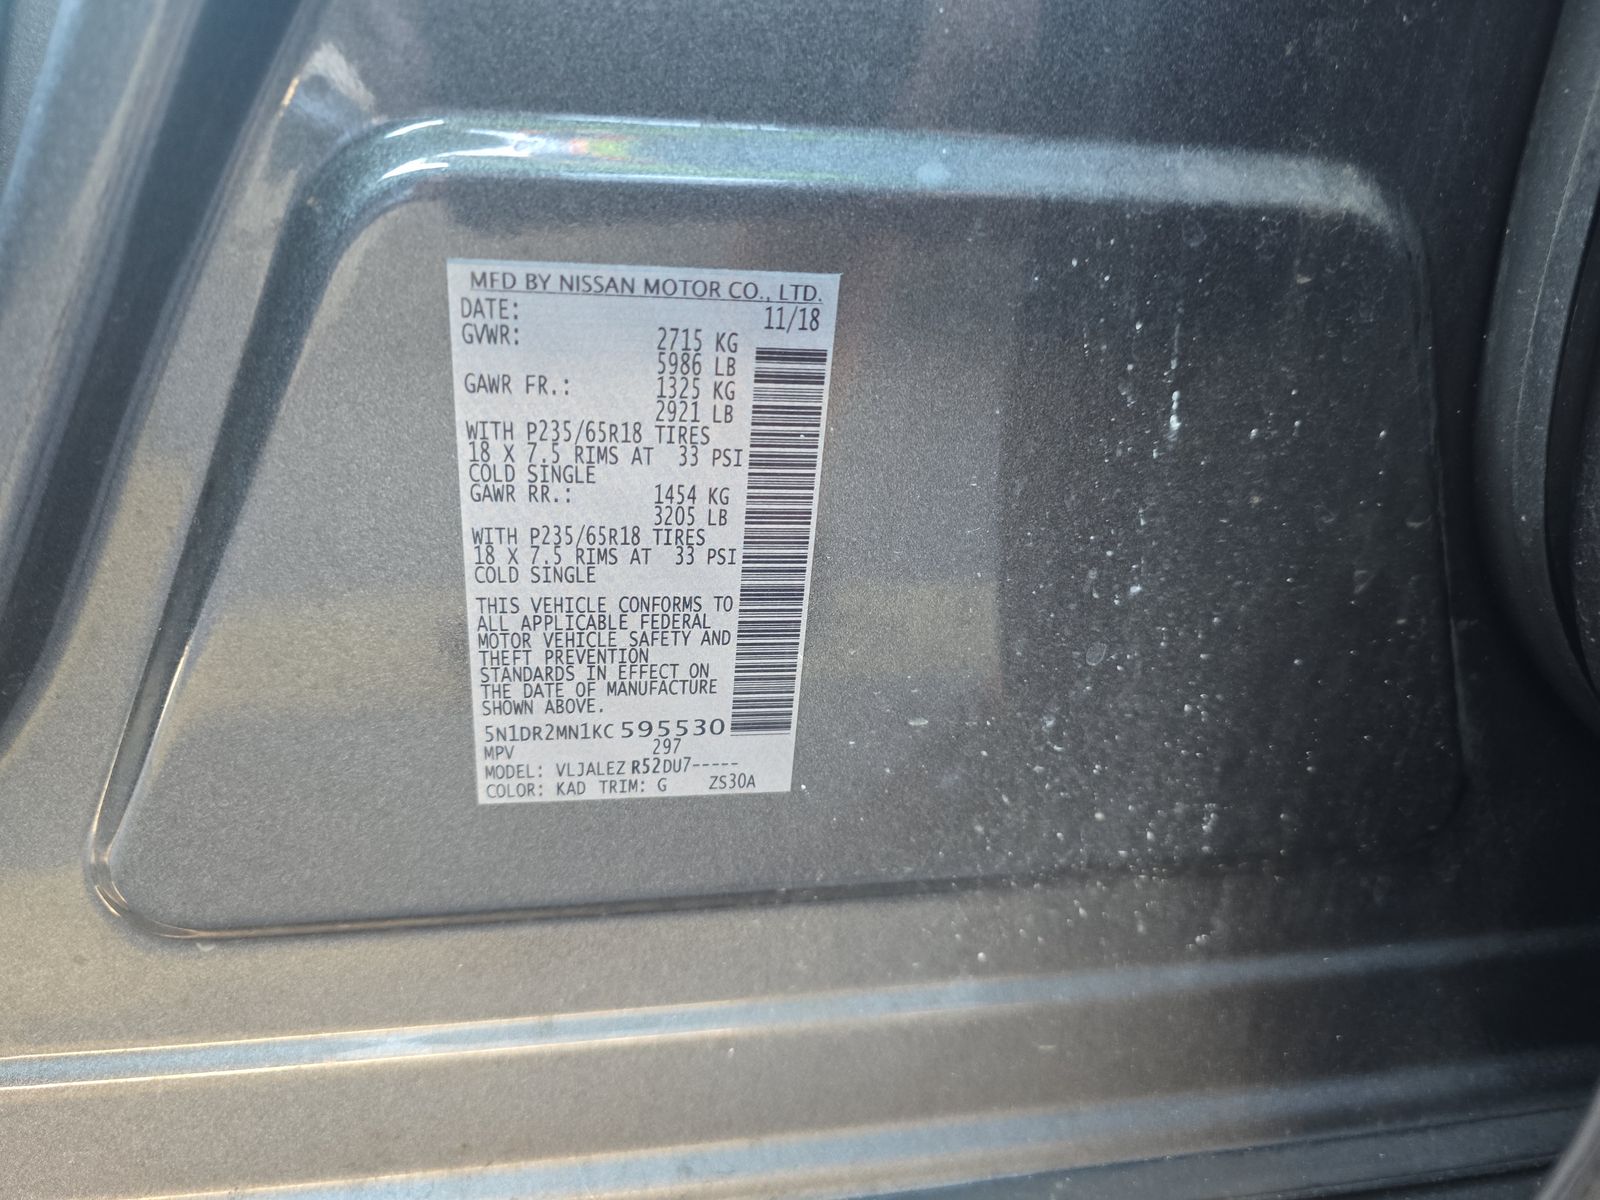 MFD BY NISSAN MOTOR CO., LTD.
DATE: 11/18
GVWR: 2715 KG
5986 LB
GAWR FR.: 1325 KG
2921 LB
WITH P235/65R18 TIRES
18 X 7.5 RIMS AT 33 PSI
COLD SINGLE
GAWR RR.: 1454 KG
3205 LB
WITH P235/65R18 TIRES
18 X 7.5 RIMS AT 33 PSI
COLD SINGLE
THIS VEHICLE CONFORMS TO
ALL APPLICABLE FEDERAL
MOTOR VEHICLE SAFETY AND
THEFT PREVENTION
STANDARDS IN EFFECT ON
THE DATE OF MANUFACTURE
SHOWN ABOVE.
5N1DR2MN1KC595530
MPV 297
MODEL: VLJALEZ R52DU7-----
COLOR: KAD TRIM: G ZS30A